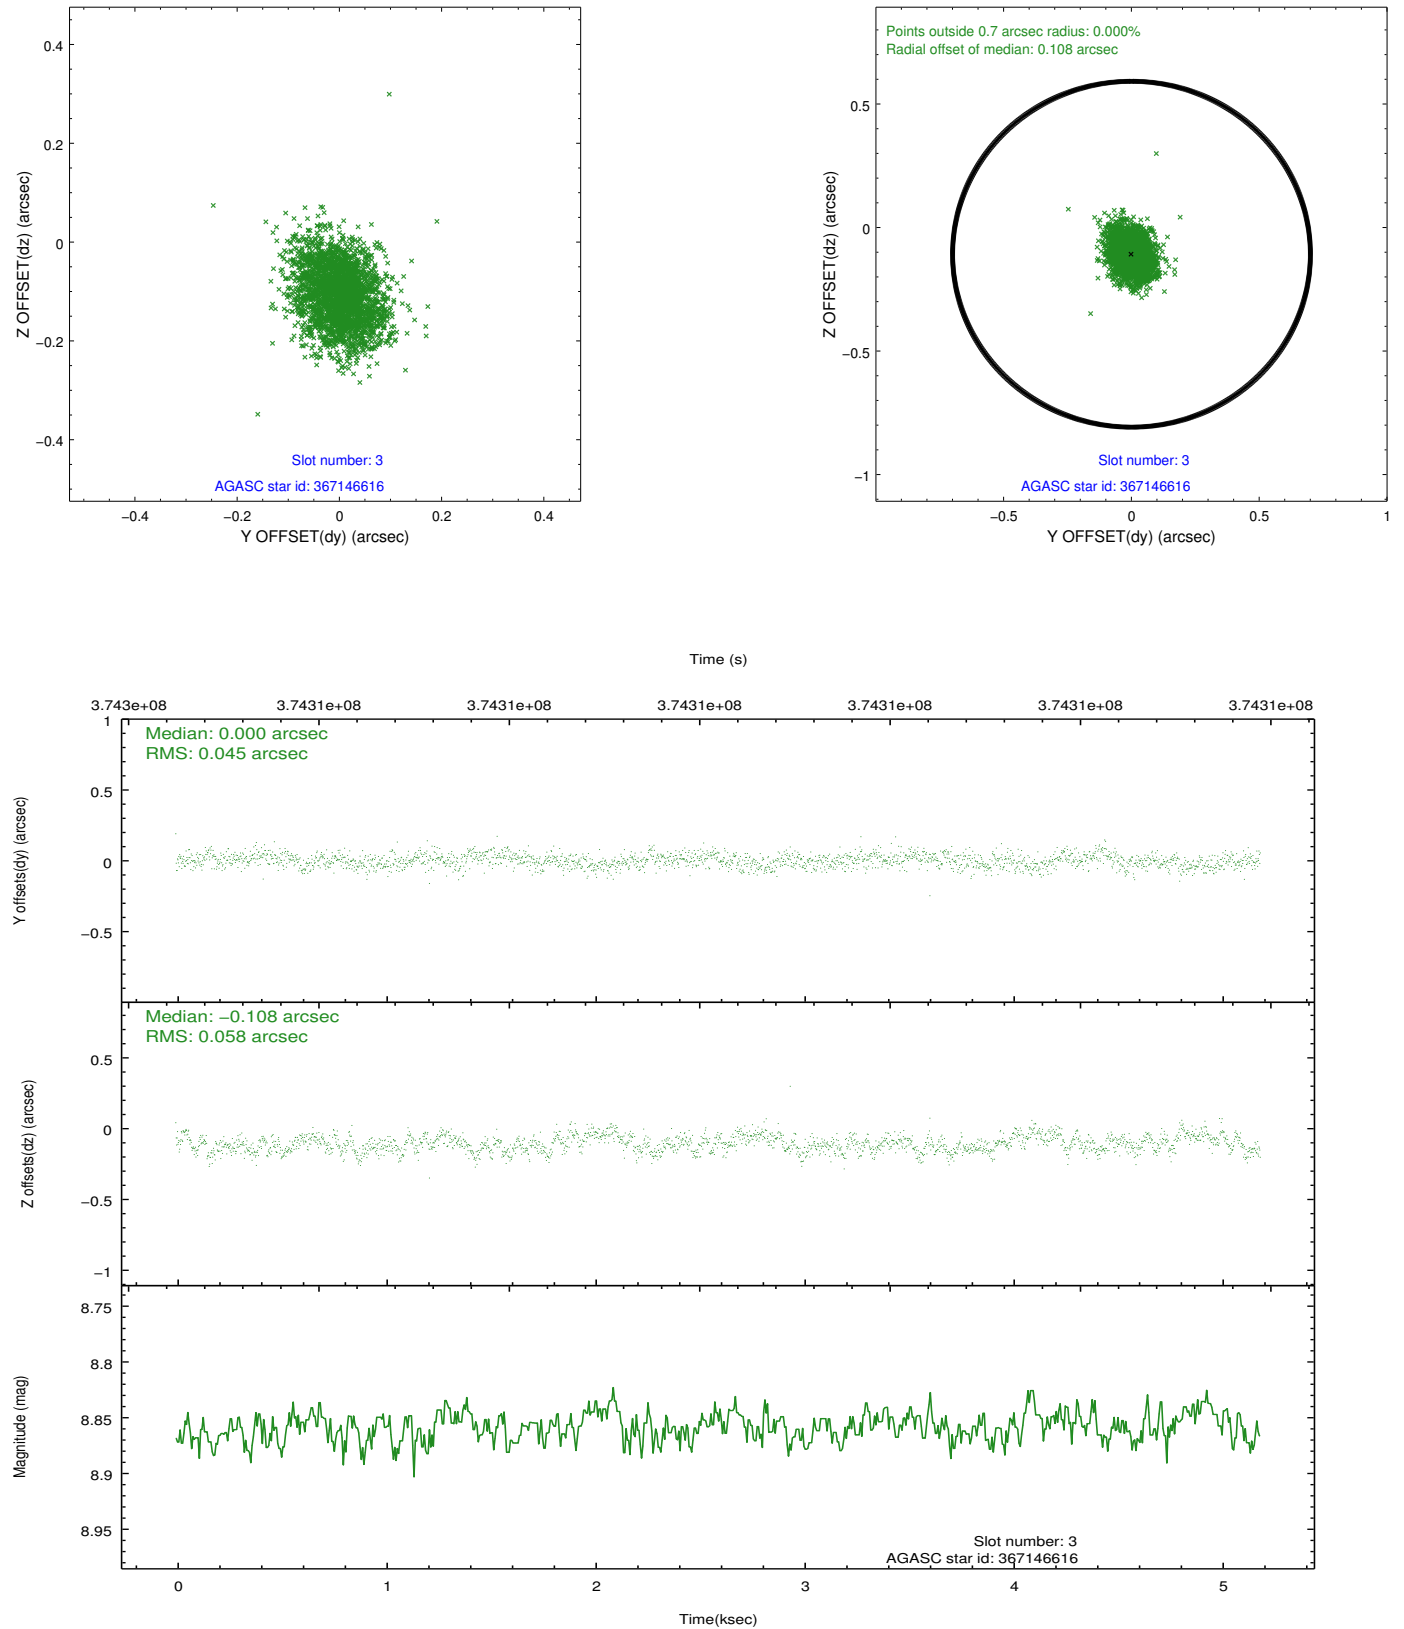 0.4
0.2
0
−0.2
−0.4
Z OFFSET(dz) (arcsec)
−0.4 −0.2 0 0.2 0.4
Y OFFSET(dy) (arcsec)
Slot number: 3
AGASC star id: 367146616
Points outside 0.7 arcsec radius: 0.000%
Radial offset of median: 0.108 arcsec
0.5
0
−0.5
−1
Z OFFSET(dz) (arcsec)
Slot number: 3
AGASC star id: 367146616
−0.5 0 0.5 1
Y OFFSET(dy) (arcsec)
Time (s)
3.743e+08 3.7431e+08 3.7431e+08 3.7431e+08 3.7431e+08 3.7431e+08 3.7431e+08
Median: 0.000 arcsec
RMS: 0.045 arcsec
1
0.5
0
−0.5
Y offsets(dy) (arcsec)
Median: −0.108 arcsec
RMS: 0.058 arcsec
0.5
0
−0.5
−1
Z offsets(dz) (arcsec)
8.75
8.8
8.85
8.9
8.95
Magnitude (mag)
Slot number: 3
AGASC star id: 367146616
0 1 2 3 4 5
Time(ksec)